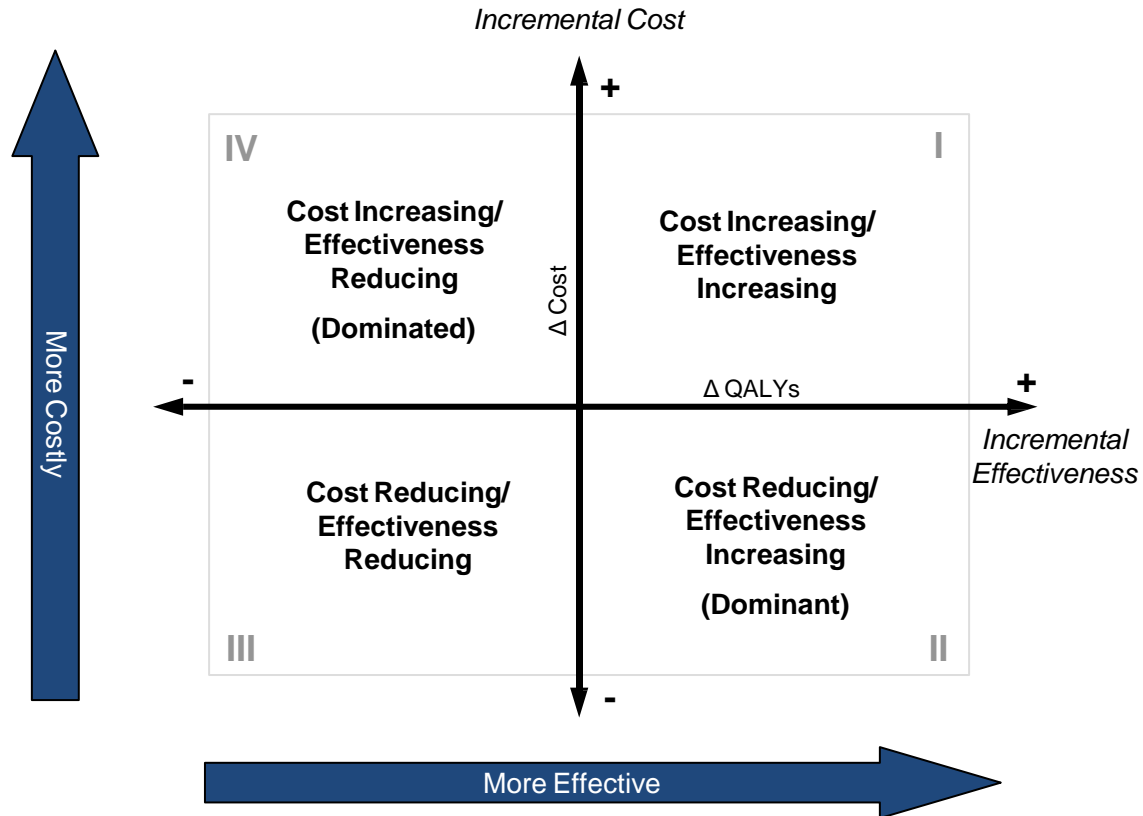 Incremental Cost
+
IV
I
Cost Increasing/
Effectiveness
Reducing
(Dominated)
Cost Increasing/
Effectiveness
Increasing
Δ Cost
More Costly
-
Δ QALYs
+
Incremental
Effectiveness
Cost Reducing/
Effectiveness
Reducing
Cost Reducing/
Effectiveness
Increasing
(Dominant)
III
II
-
More Effective